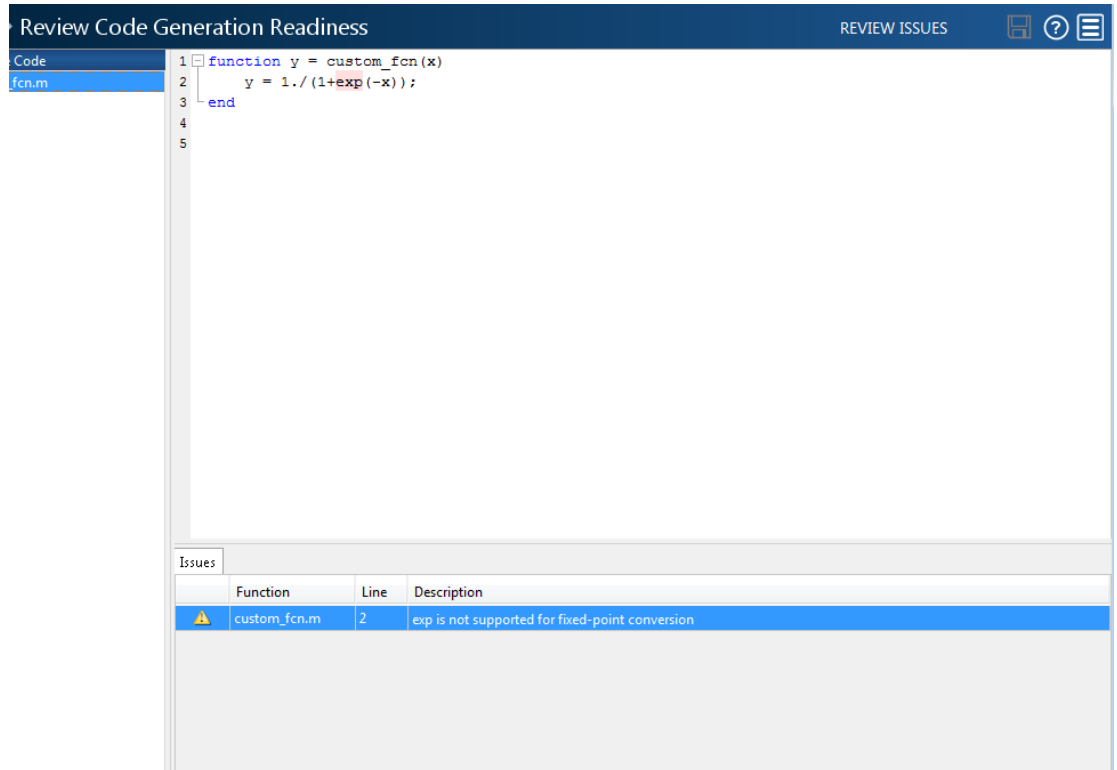 Review Code Generation Readiness REVIEW ISSUES
Code
_fcn.m
1 function y = custom_fcn(x)
2 y = 1./(1+exp(-x));
3 end
4
5
Issues
Function Line Description
custom_fcn.m 2 exp is not supported for fixed-point conversion